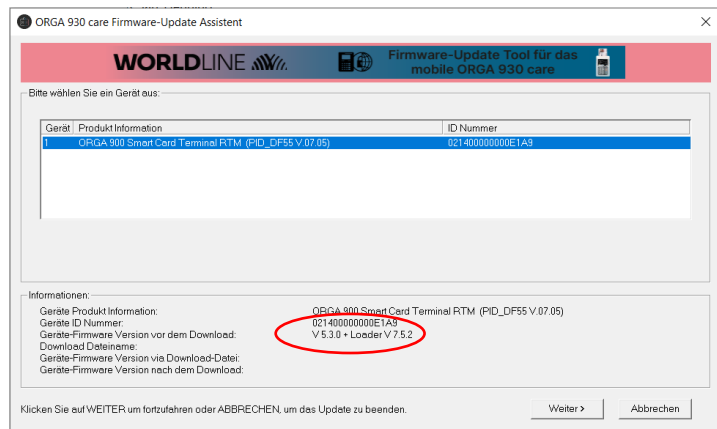 ORGA 930 care Firmware-Update Assistent
WORLDLINE
Firmware-Update Tool für das
mobile ORGA 930 care
Bitte wählen Sie ein Gerät aus:
Gerät Produkt Information ID Nummer
1 ORGA 900 Smart Card Terminal RTM (PID_DF55 V.07.05) 021400000000E1A9
Informationen:
Geräte Produkt Information: ORGA 900 Smart Card Terminal RTM (PID_DF55 V.07.05)
Geräte ID Nummer: 021400000000E1A9
Geräte-Firmware Version vor dem Download: V 5.3.0 + Loader V 7.5.2
Download Dateiname:
Geräte-Firmware Version via Download-Datei:
Geräte-Firmware Version nach dem Download:
Klicken Sie auf WEITER um fortzufahren oder ABBRECHEN, um das Update zu beenden.
Weiter > Abbrechen